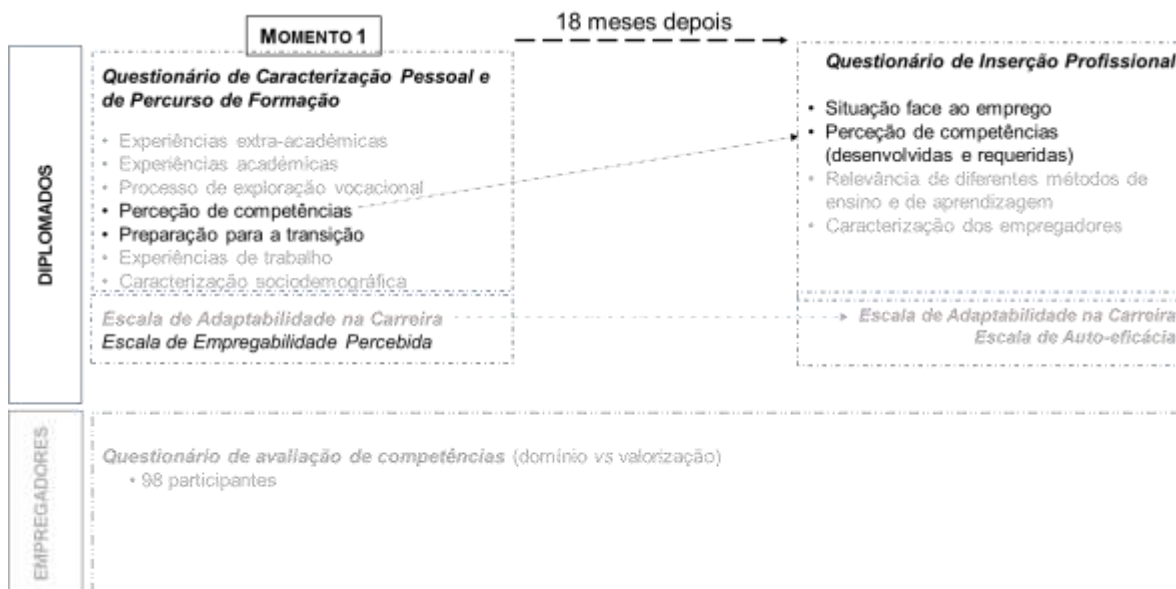 MOMENTO 1
18 meses depois
DIPLOMADOS
Questionário de Caracterização Pessoal e
de Percurso de Formação
• Experiências extra-académicas
• Experiências académicas
• Processo de exploração vocacional
• Perceção de competências
• Preparação para a transição
• Experiências de trabalho
• Caracterização sociodemográfica
Escala de Adaptabilidade na Carreira
Escala de Empregabilidade Percebida
Questionário de Inserção Profissional
• Situação face ao emprego
• Perceção de competências
(desenvolvidas e requeridas)
• Relevância de diferentes métodos de
ensino e de aprendizagem
• Caracterização dos empregadores
Escala de Adaptabilidade na Carreira
Escala de Auto-eficácia
EMPREGADORES
Questionário de avaliação de competências (domínio vs valorização)
• 98 participantes